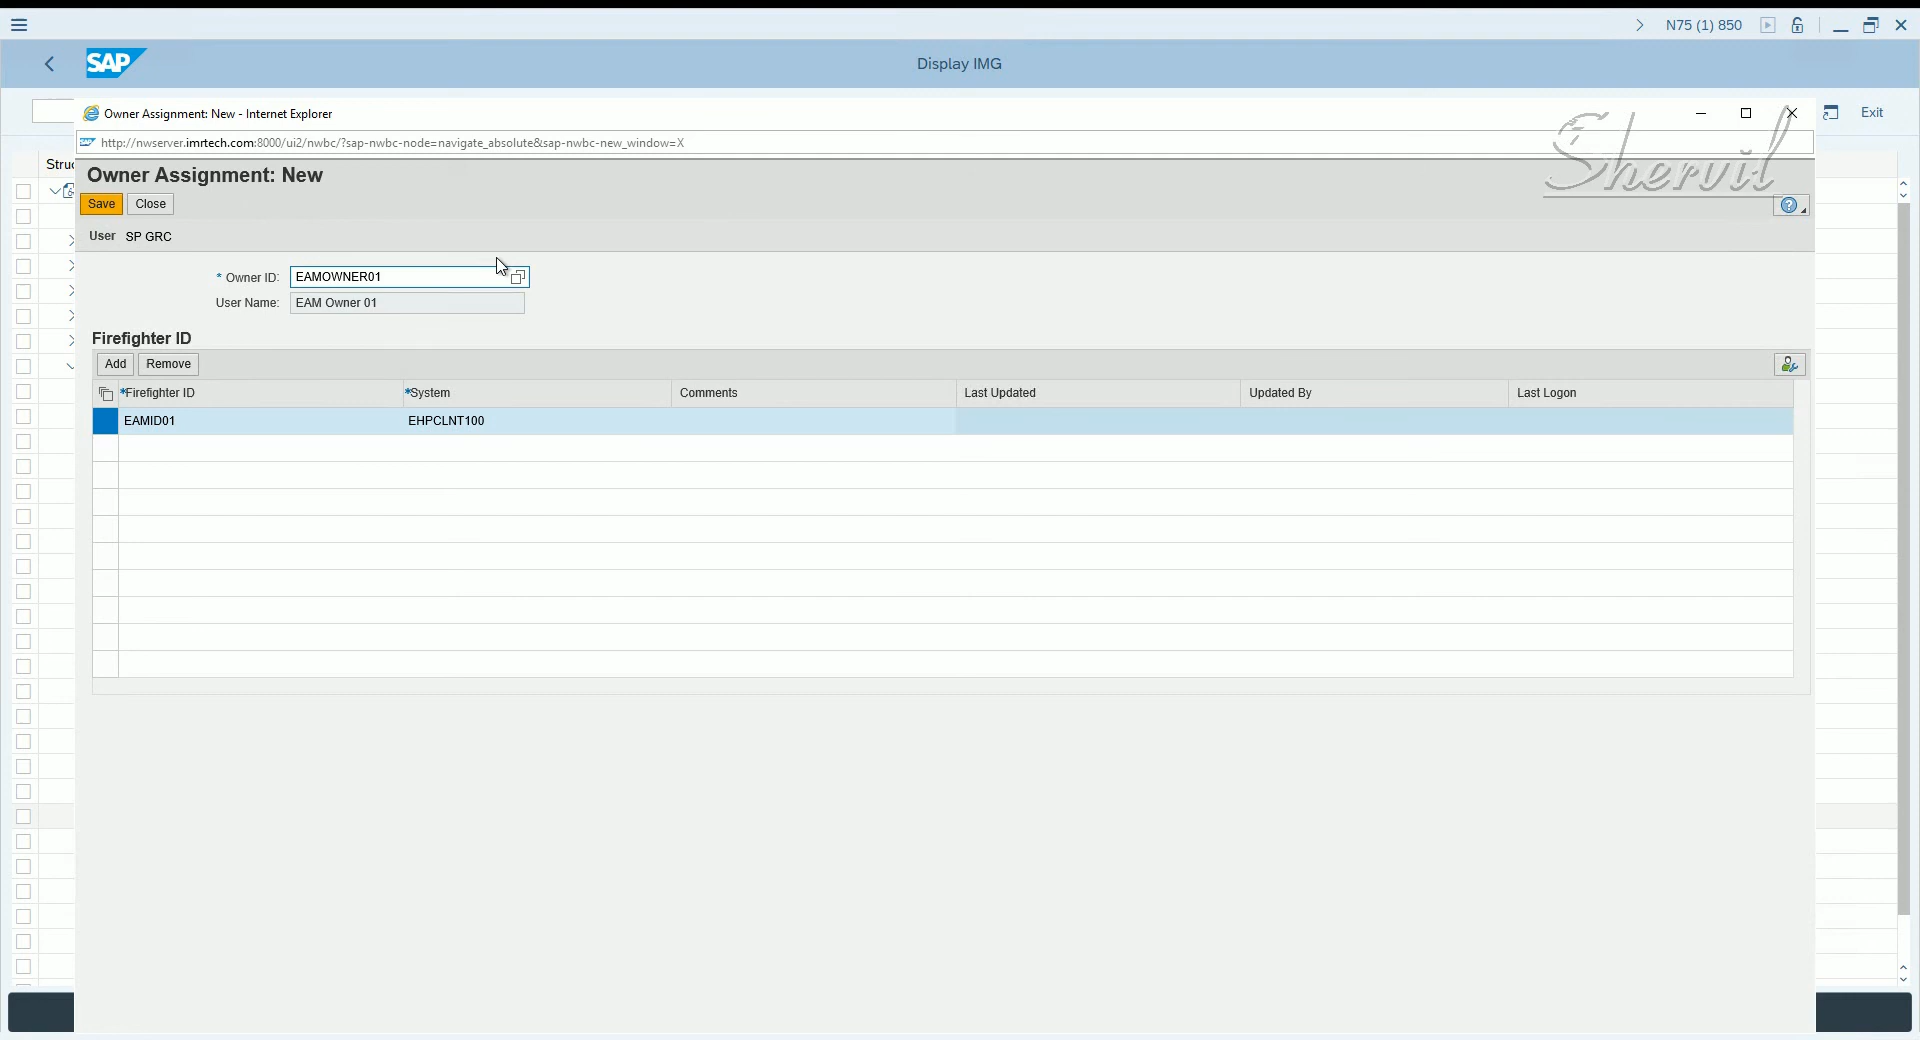 N75 (1) 850
SAP
Display IMG
Owner Assignment: New - Internet Explorer
Exit
http://nwserver.imrtech.com:8000/ui2/nwbc/?sap-nwbc-node=navigate_absolute&sap-nwbc-new_window=X
Shervil
Struc
Owner Assignment: New
Save Close
User SP GRC
* Owner ID: EAMOWNER01
User Name: EAM Owner 01
Firefighter ID
Add Remove
*Firefighter ID *System Comments Last Updated Updated By Last Logon
EAMID01 EHPCLNT100